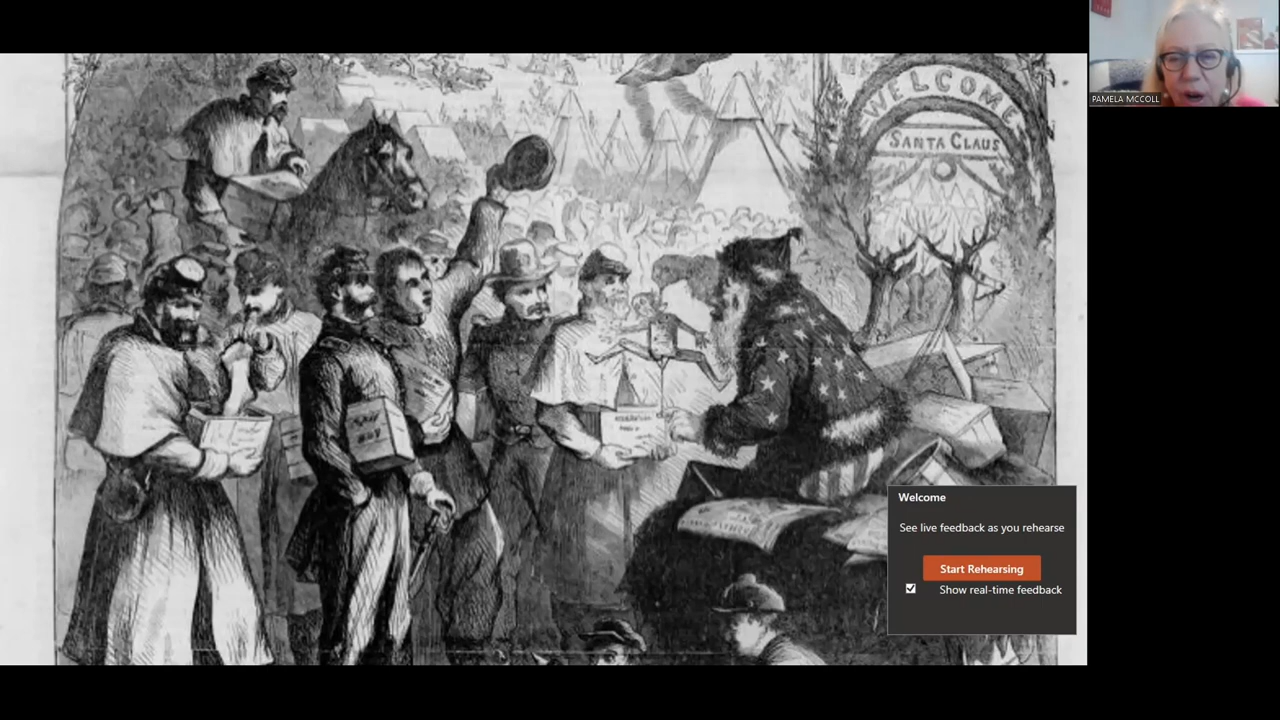 PAMELA MCCOLL
WELCOME
SANTA CLAUS
Welcome
See live feedback as you rehearse
Start Rehearsing
Show real-time feedback